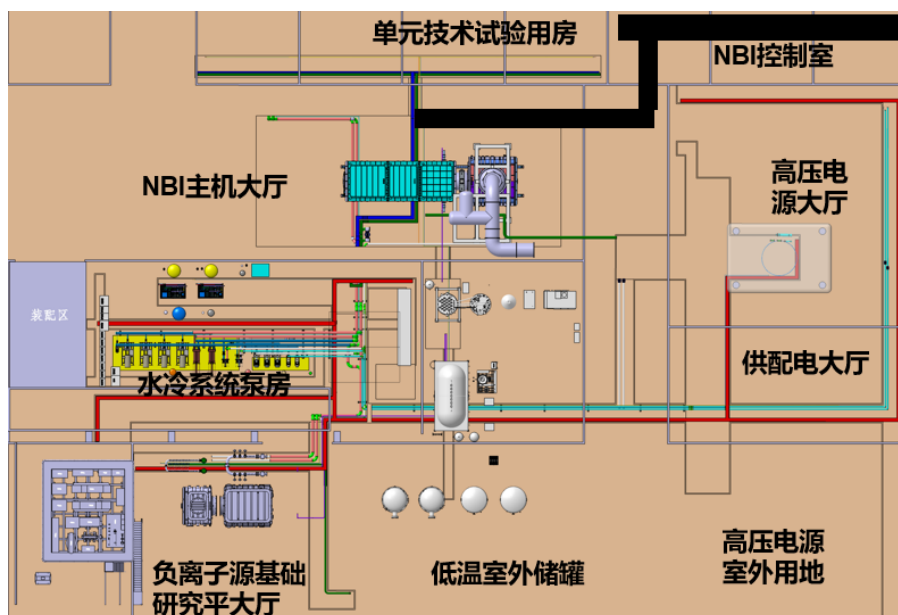 单元技术试验用房
NBI控制室
NBI主机大厅
高压电
源大厅
装配区
水冷系统泵房
供配电大厅
负离子源基础
研究平大厅
低温室外储罐
高压电源
室外用地